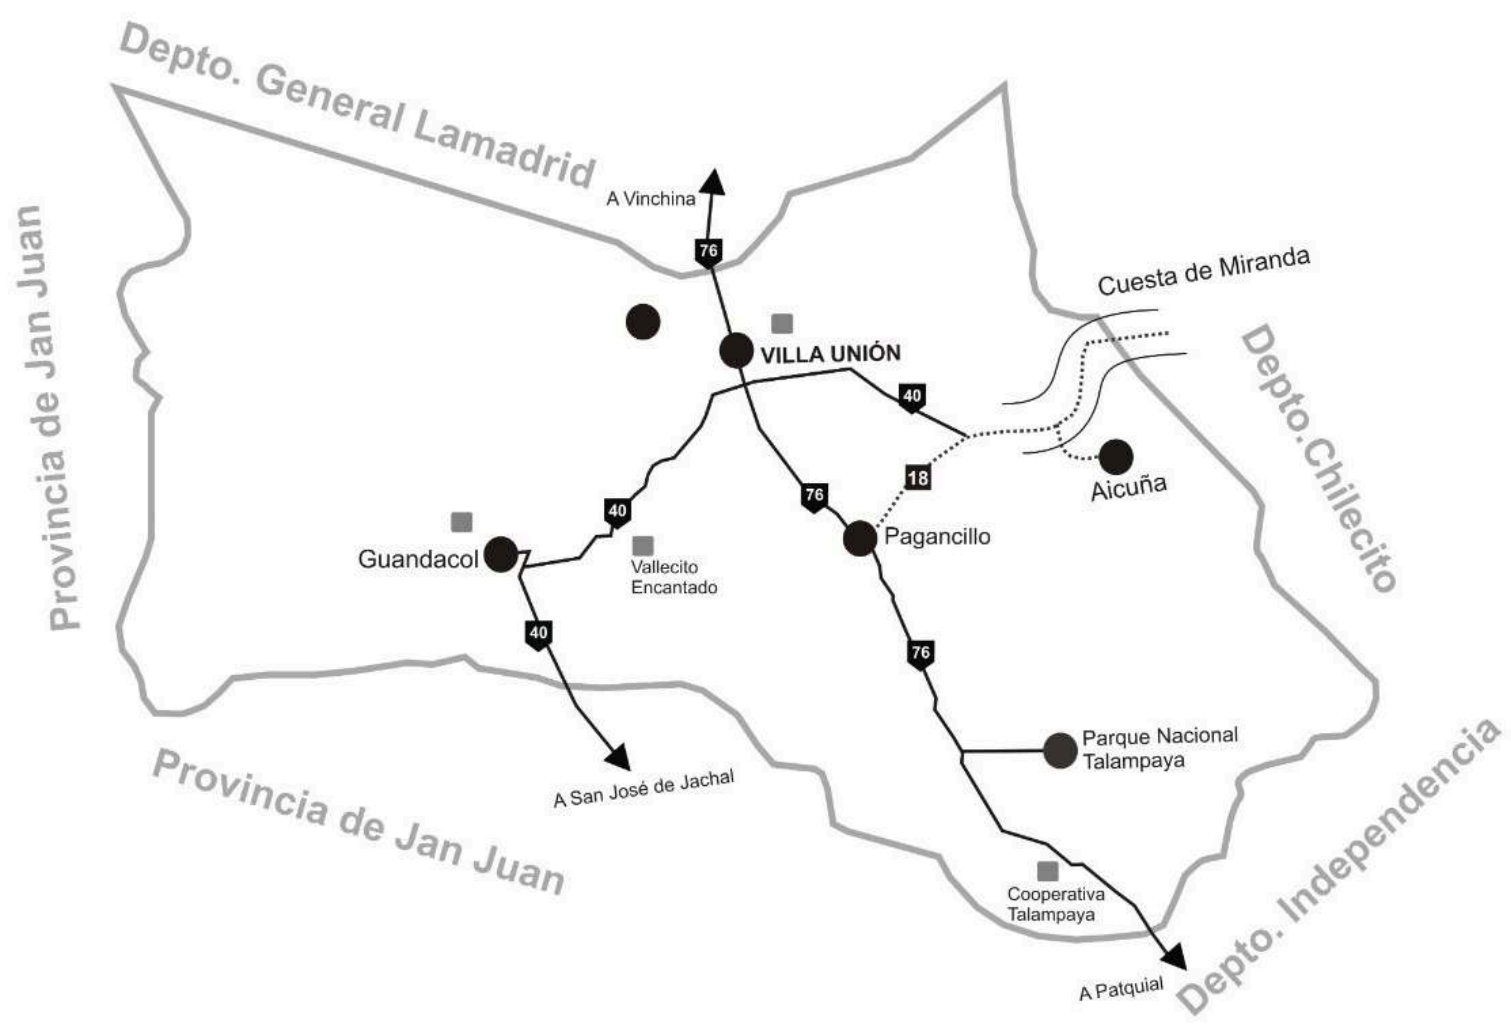 Depto. General Lamadrid
A Vinchina
76
Cuesta de Miranda
Provincia de Jan Juan
VILLA UNIÓN
40
Depto.Chilecito
18
Aicuña
76
40
Pagancillo
Guandacol
Vallecito
Encantado
40
76
Parque Nacional
Talampaya
A San José de Jachal
Provincia de Jan Juan
Cooperativa
Talampaya
Depto. Independencia
A Patquial